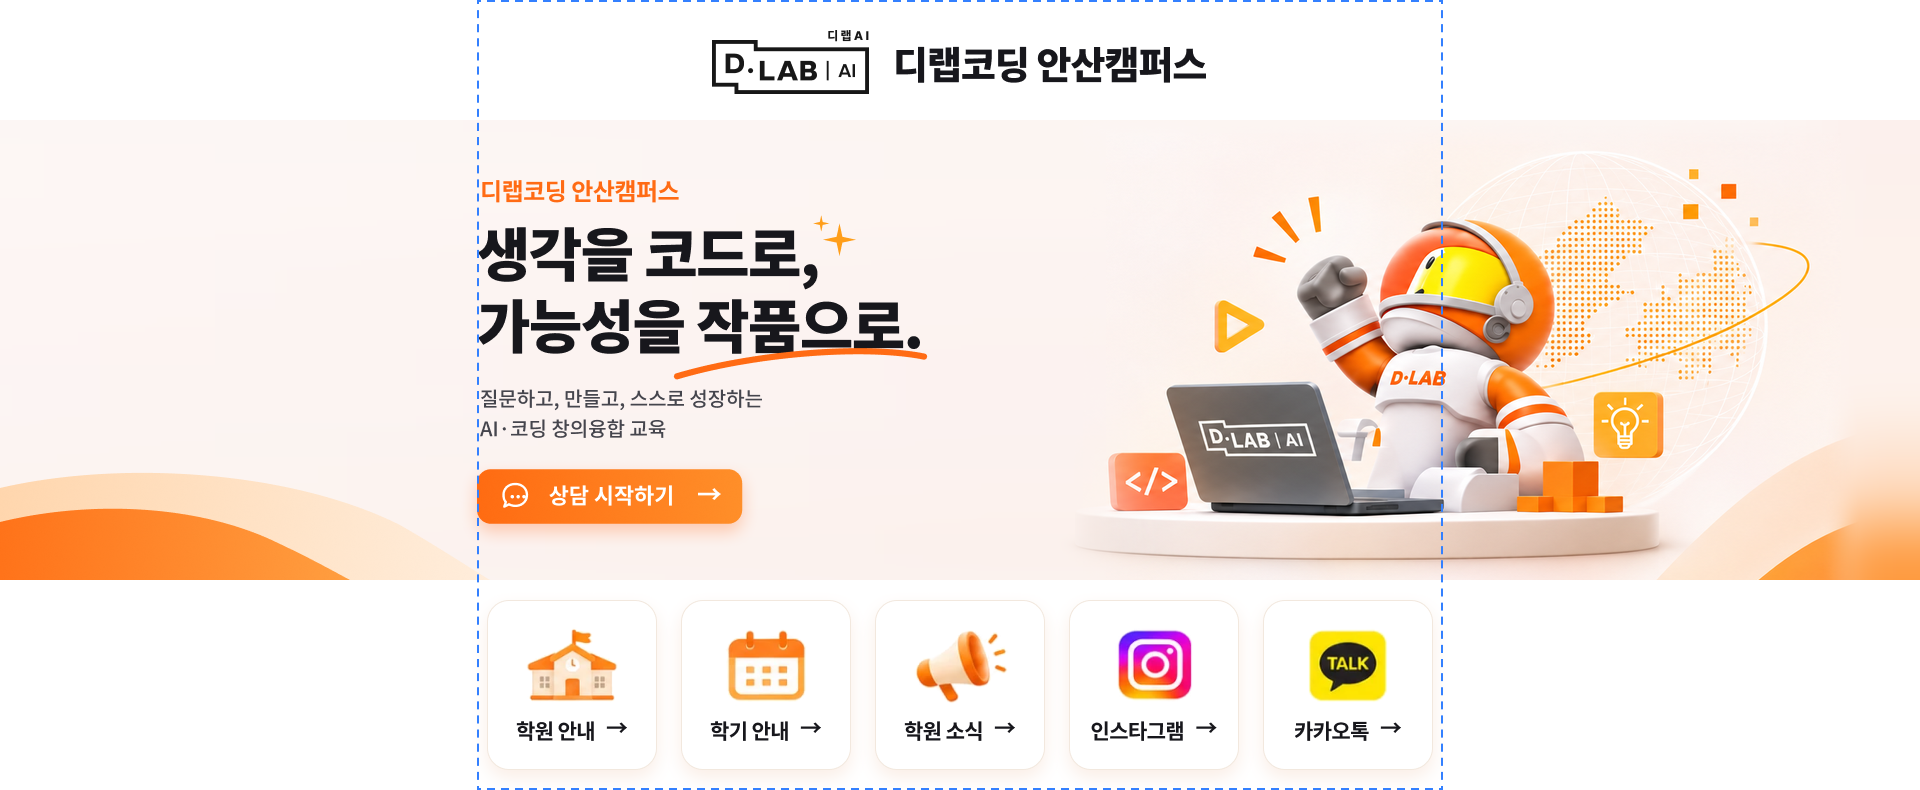 디랩AI
D·LAB | AI
디랩코딩 안산캠퍼스
디랩코딩 안산캠퍼스
생각을 코드로,
가능성을 작품으로.
질문하고, 만들고, 스스로 성장하는
AI·코딩 창의융합 교육
상담 시작하기 →
D·LAB
D·LAB | AI
</>
학원 안내 →
학기 안내 →
학원 소식 →
인스타그램 →
TALK
카카오톡 →